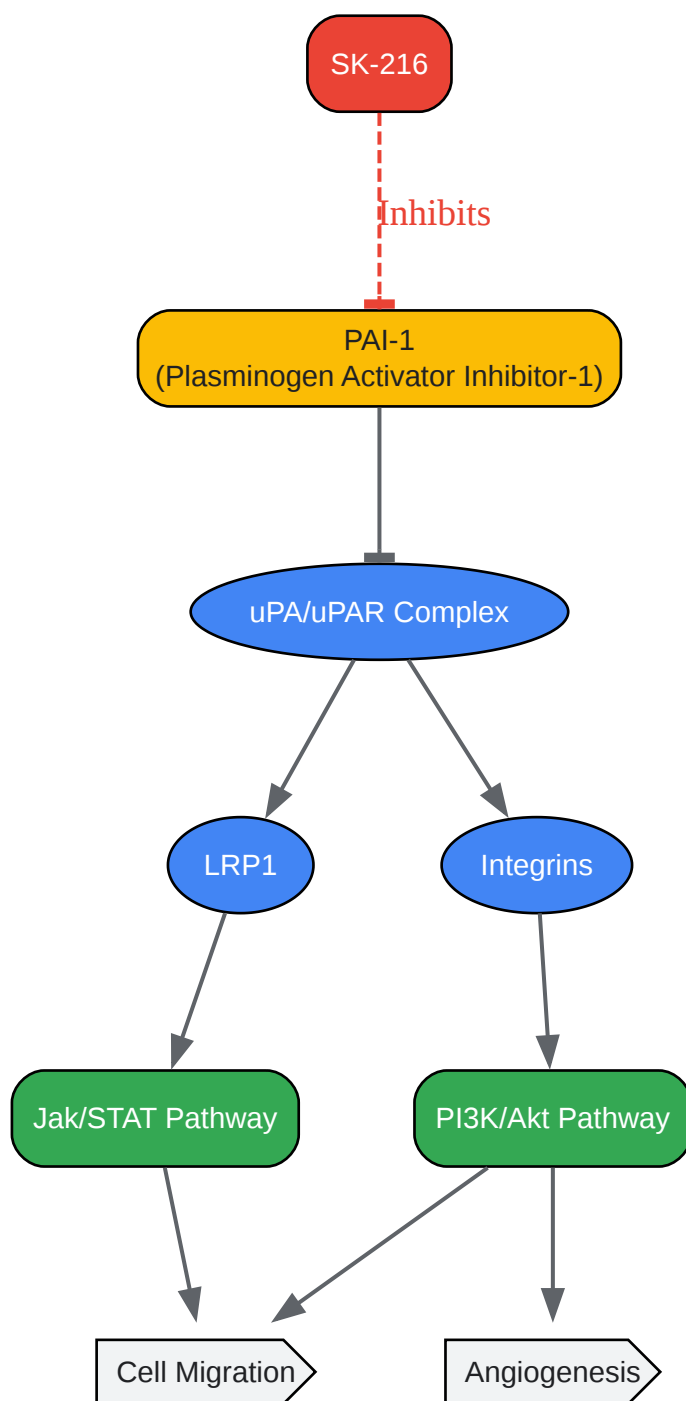 SK-216
Inhibits
PAI-1
(Plasminogen Activator Inhibitor-1)
uPA/uPAR Complex
LRP1
Integrins
Jak/STAT Pathway
PI3K/Akt Pathway
Cell Migration
Angiogenesis